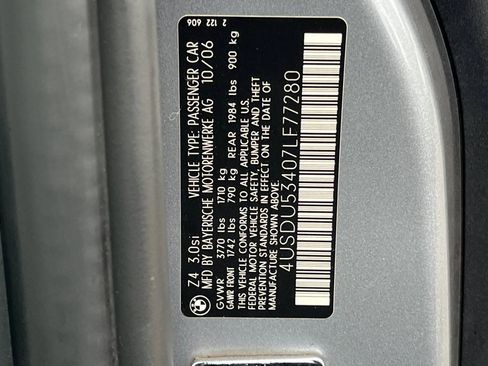 Z4 3.0si VEHICLE TYPE: PASSENGER CAR
MFD BY BAYERISCHE MOTORENWERKE AG 10/06
GVWR 3770 lbs 1710 kg
GAWR FRONT 1742 lbs 790 kg REAR 1984 lbs 900 kg
THIS VEHICLE CONFORMS TO ALL APPLICABLE U.S.
FEDERAL MOTOR VEHICLE SAFETY, BUMPER AND THEFT
PREVENTION STANDARDS IN EFFECT ON THE DATE OF
MANUFACTURE SHOWN ABOVE.
4USDU53407LF77280
2 122 606